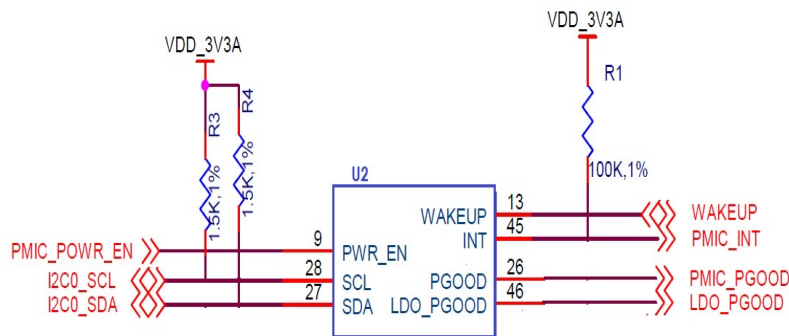 VDD_3V3A
VDD_3V3A
R1
R3
R4
1.5K,1%
1.5K,1%
100K,1%
U2
WAKEUP
13
WAKEUP
INT
45
PMIC_INT
PMIC_POWR_EN
9
PWR_EN
I2C0_SCL
28
SCL
PGOOD
26
PMIC_PGOOD
I2C0_SDA
27
SDA
LDO_PGOOD
46
LDO_PGOOD